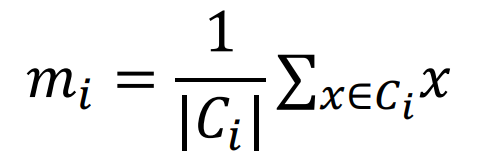 m_i = \frac{1}{|C_i|} \sum_{x \in C_i} x